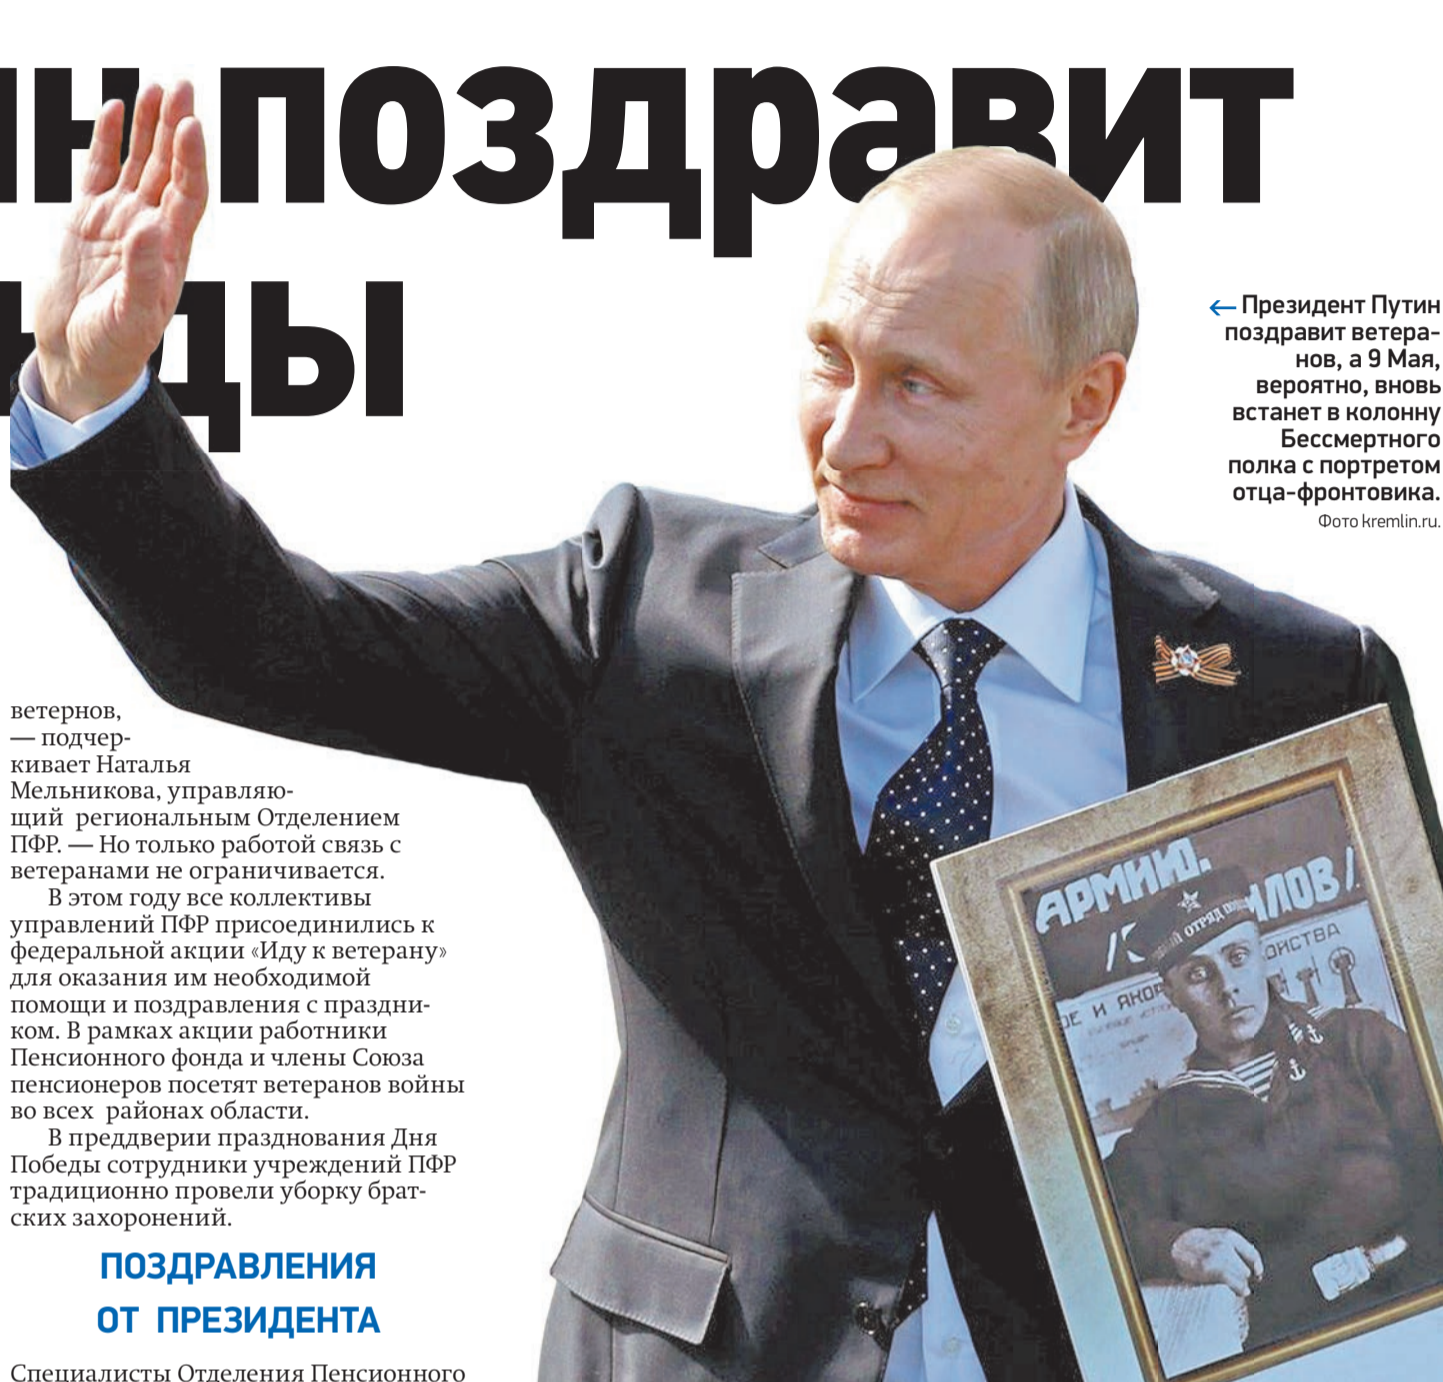 ин поздравит
ды
← Президент Путин
поздравит ветера-
нов, а 9 Мая,
вероятно, вновь
встанет в колонну
Бессмертного
полка с портретом
отца-фронтовика.
Фото kremlin.ru.
ветернов,
— подчер-
кивает Наталья
Мельникова, управляю-
щий региональным Отделением
ПФР. — Но только работой связь с
ветеранами не ограничивается.
В этом году все коллективы
управлений ПФР присоединились к
федеральной акции «Иду к ветерану»
для оказания им необходимой
помощи и поздравления с праздни-
ком. В рамках акции работники
Пенсионного фонда и члены Союза
пенсионеров посетят ветеранов войны
во всех районах области.
В преддверии празднования Дня
Победы сотрудники учреждений ПФР
традиционно провели уборку брат-
ских захоронений.
ПОЗДРАВЛЕНИЯ
ОТ ПРЕЗИДЕНТА
Специалисты Отделения Пенсионного
АРМИЮ.
ИЛОВ!
ОТРЯД
ОЙСТВА
Е И ЯКОР